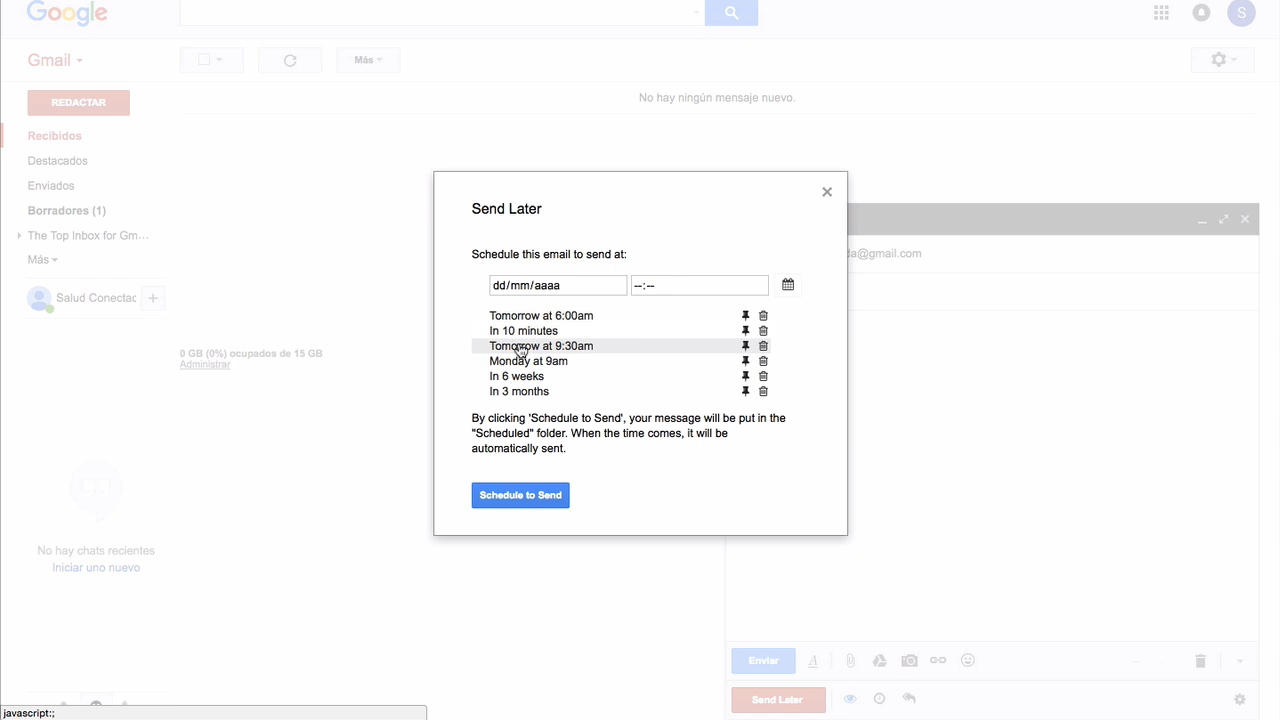 Google
S
Gmail
Más
REDACTAR
No hay ningún mensaje nuevo.
Recibidos
Destacados
Enviados
Borradores (1)
The Top Inbox for Gm...
Más
Salud Conectac
0 GB (0%) ocupados de 15 GB
Administrar
No hay chats recientes
Iniciar uno nuevo
Send Later
Schedule this email to send at:
dd/mm/aaaa
--:--
Tomorrow at 6:00am
In 10 minutes
Tomorrow at 9:30am
Monday at 9am
In 6 weeks
In 3 months
By clicking 'Schedule to Send', your message will be put in the
"Scheduled" folder. When the time comes, it will be
automatically sent.
Schedule to Send
da@gmail.com
Enviar
Send Later
javascript:;